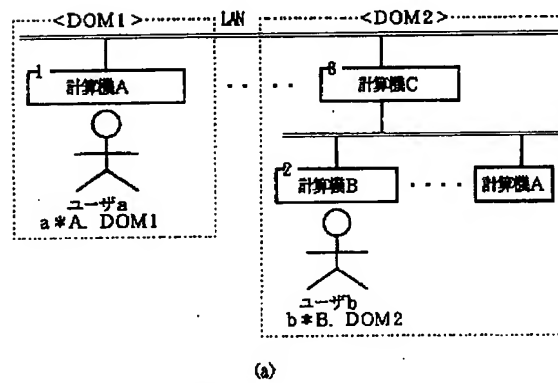 <DOM1> LAN <DOM2>
1 計算機A ・・・・ 3 計算機C
2 計算機B ・・・・ 計算機A
ユーザa
a*A. DOM1
ユーザb
b*B. DOM2
(a)